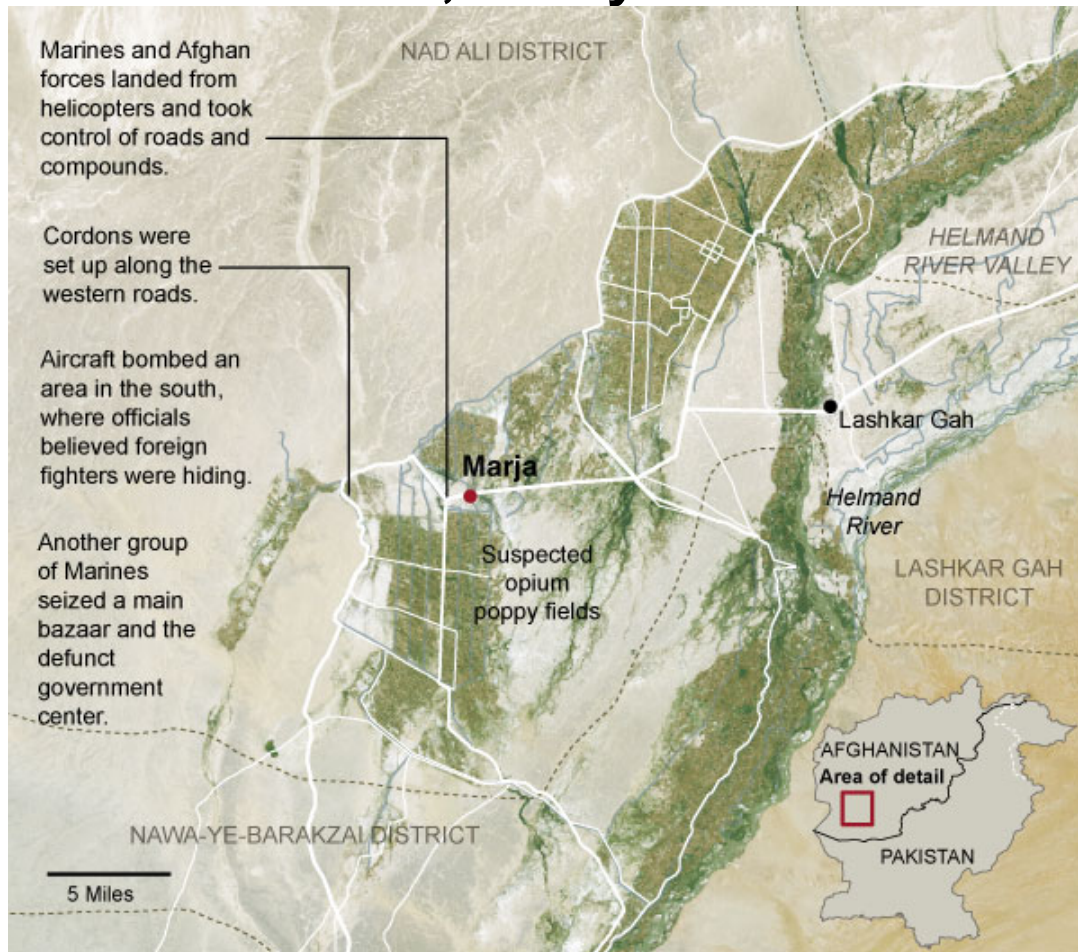 Marines and Afghan
forces landed from
helicopters and took
control of roads and
compounds.
Cordons were
set up along the
western roads.
Aircraft bombed an
area in the south,
where officials
believed foreign
fighters were hiding.
Another group
of Marines
seized a main
bazaar and the
defunct
government
center.
NAD ALI DISTRICT
HELMAND
RIVER VALLEY
Lashkar Gah
Marja
Helmand
River
Suspected
opium
poppy fields
LASHKAR GAH
DISTRICT
NAWA-YE-BARAKZAI DISTRICT
5 Miles
AFGHANISTAN
Area of detail
PAKISTAN